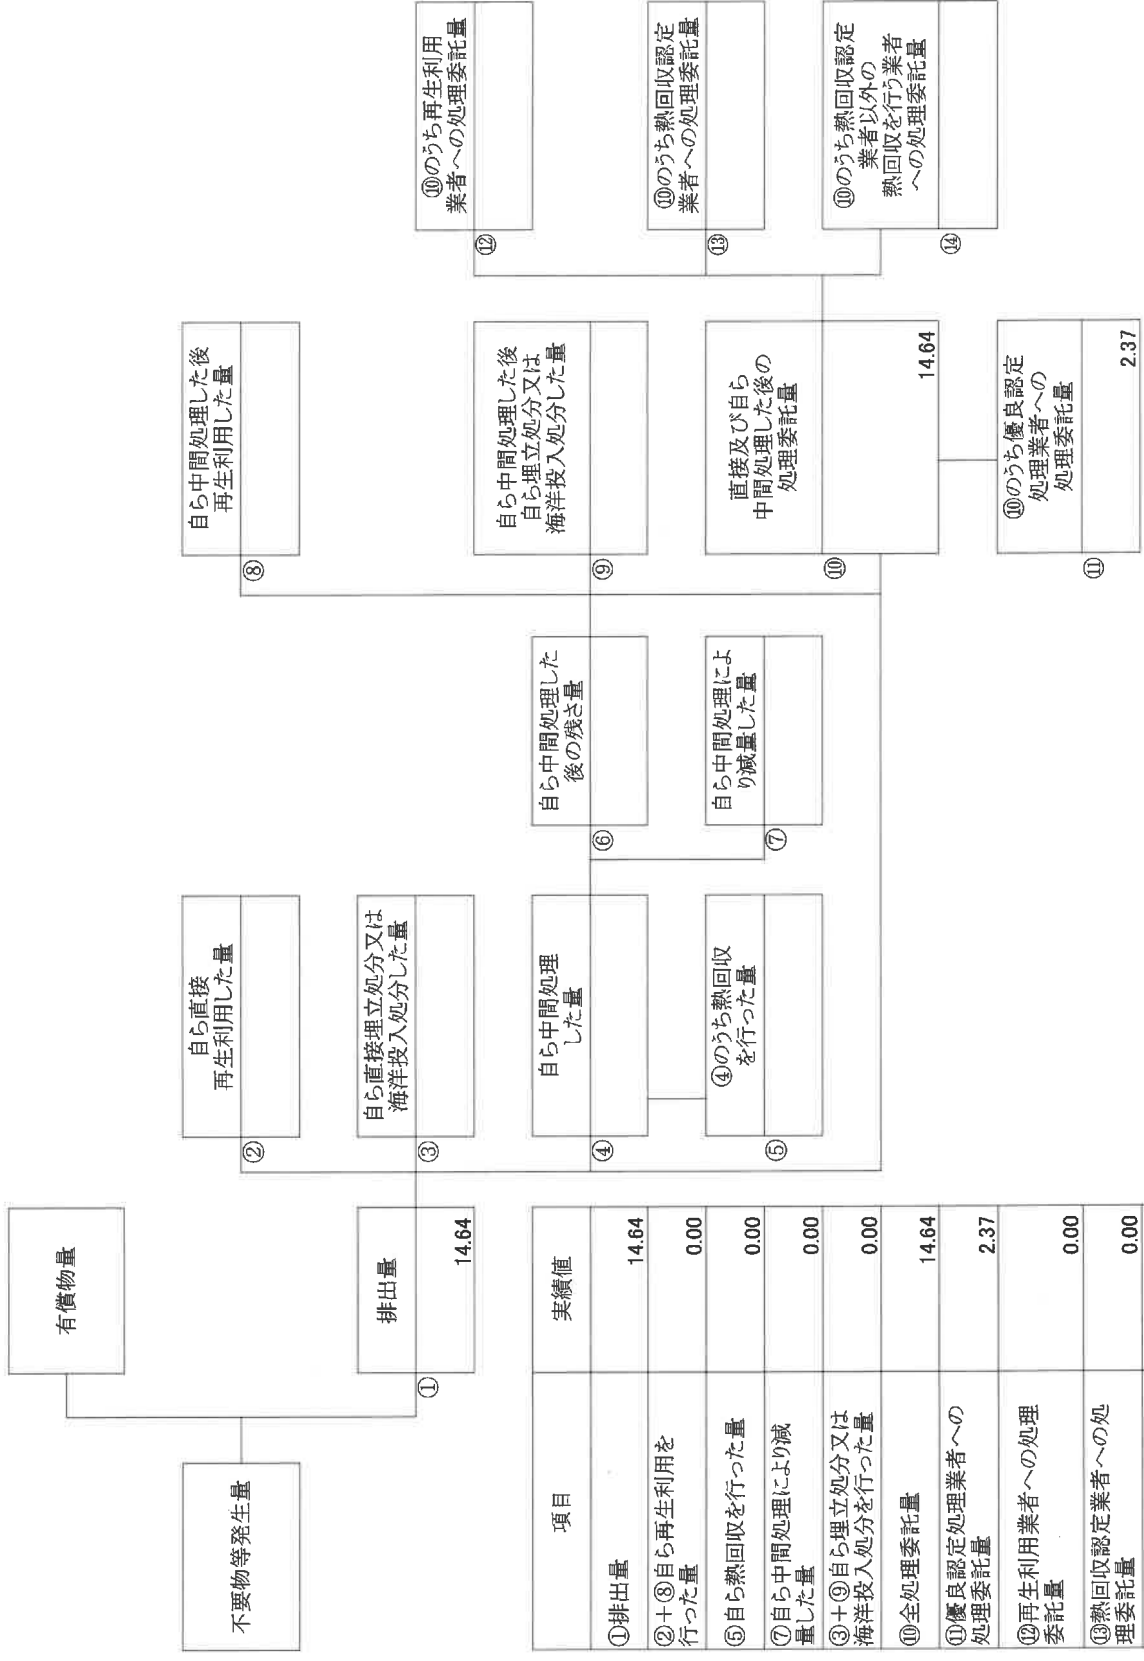 有償物量
不要物等発生量
排出量
①
14.64
自ら直接
再生利用した量
②
自ら直接埋立処分又は
海洋投入処分した量
③
自ら中間処理
した量
④
④のうち熱回収
を行った量
⑤
自ら中間処理した
後の残さ量
⑥
自ら中間処理によ
り減量した量
⑦
自ら中間処理した後
再生利用した量
⑧
自ら中間処理した後
自ら埋立処分又は
海洋投入処分した量
⑨
直接及び自ら
中間処理した後の
処理委託量
⑩
14.64
⑩のうち優良認定
処理業者への
処理委託量
⑪
2.37
⑩のうち再生利用
業者への処理委託量
⑫
⑩のうち熱回収認定
業者への処理委託量
⑬
⑩のうち熱回収認定
業者以外の
熱回収を行う業者
への処理委託量
⑭
項目 実績値
①排出量 14.64
②+⑧自ら再生利用を
行った量 0.00
⑤自ら熱回収を行った量 0.00
⑦自ら中間処理により減
量した量 0.00
③+⑨自ら埋立処分又は
海洋投入処分を行った量 0.00
⑩全処理委託量 14.64
⑪優良認定処理業者への
処理委託量 2.37
⑫再生利用業者への処理
委託量 0.00
⑬熱回収認定業者への処
理委託量 0.00